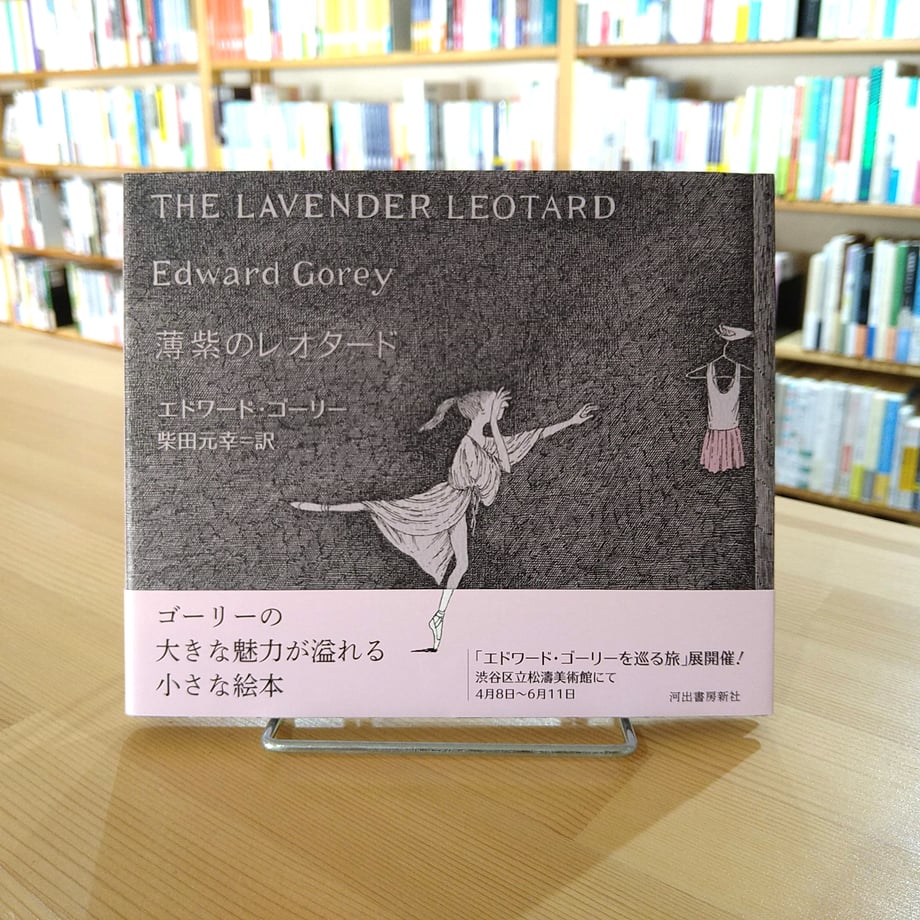 THE LAVENDER LEOTARD
Edward Gorey
薄紫のレオタード
エドワード・ゴーリー
柴田元幸=訳
ゴーリーの
大きな魅力が溢れる
小さな絵本
「エドワード・ゴーリーを巡る旅」展開催!
渋谷区立松濤美術館にて
4月8日〜6月11日
河出書房新社